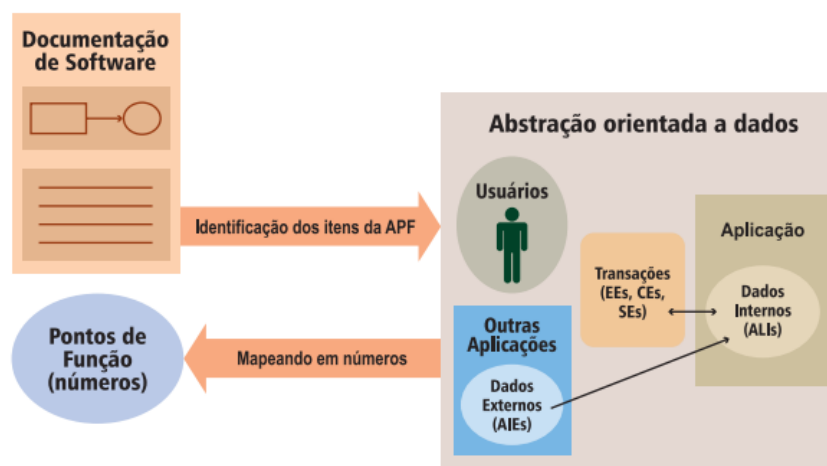 Documentação
de Software
Identificação dos itens da APF
Abstração orientada a dados
Usuários
Transações
(EEs, CEs,
SEs)
Aplicação
Dados
Internos
(ALIs)
Outras
Aplicações
Dados
Externos
(AIEs)
Mapeando em números
Pontos de
Função
(números)